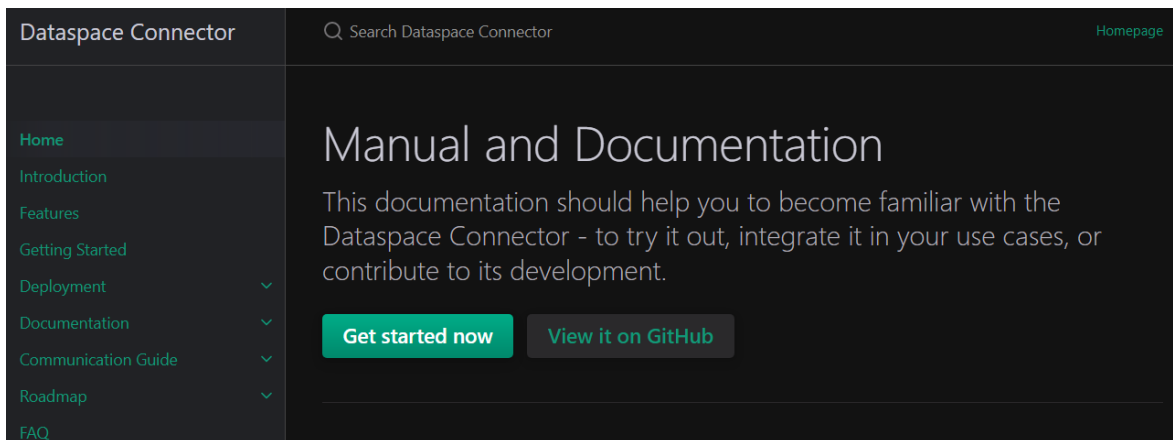 Dataspace Connector
Search Dataspace Connector
Homepage
Home
Introduction
Features
Getting Started
Deployment
Documentation
Communication Guide
Roadmap
FAQ
Manual and Documentation
This documentation should help you to become familiar with the
Dataspace Connector - to try it out, integrate it in your use cases, or
contribute to its development.
Get started now
View it on GitHub